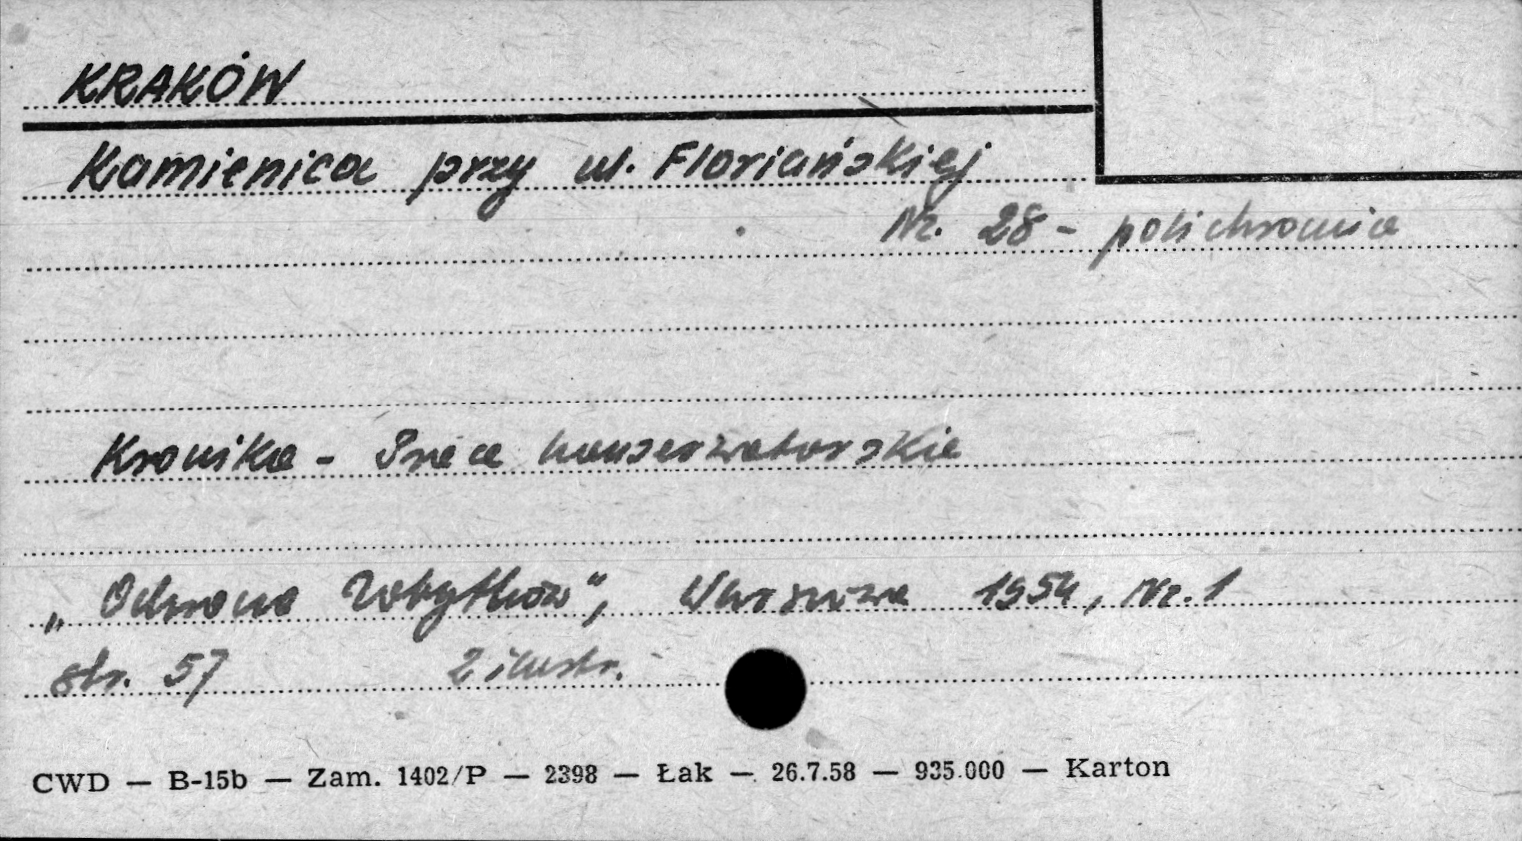 KRAKÓW
Kamienica przy ul. Floriańskiej
Nr. 28 - polichromia
Kronika - Prace konserwatorskie
„Ochrona Zabytków”, Warszawa 1954, Nr. 1
str. 57 2 ilustr.
CWD — B-15b — Zam. 1402/P — 2398 — Łak — 26.7.58 — 935.000 — Karton